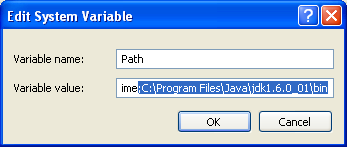 Edit System Variable
Variable name: Path
Variable value: ime;C:\Program Files\Java\jdk1.6.0_01\bin
OK Cancel